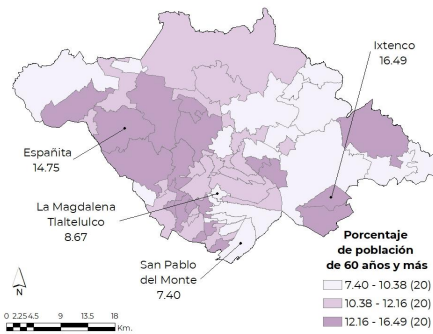 Ixtenco
16.49
Españita
14.75
La Magdalena
Tlaltelulco
8.67
San Pablo
del Monte
7.40
Porcentaje
de población
de 60 años y más
7.40 - 10.38 (20)
10.38 - 12.16 (20)
12.16 - 16.49 (20)
N
0 2.25 4.5 9 13.5 18
Km.